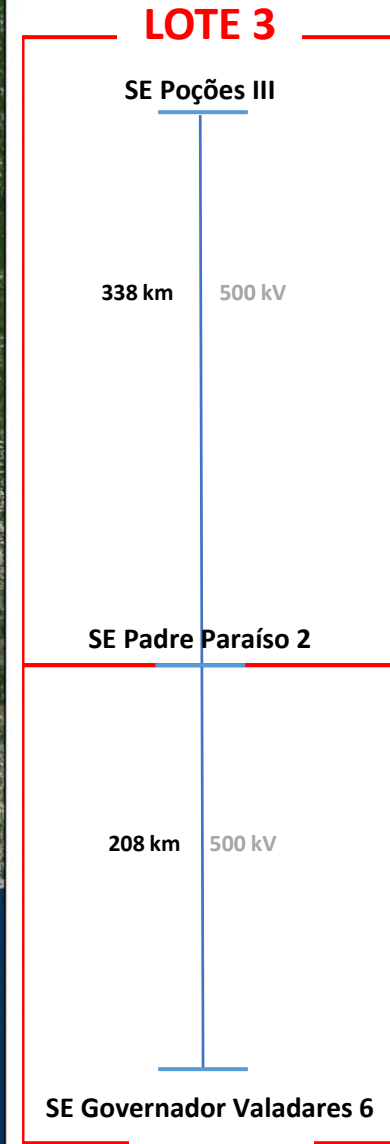 LOTE 3
SE Poções III
338 km 500 kV
SE Padre Paraíso 2
208 km 500 kV
SE Governador Valadares 6